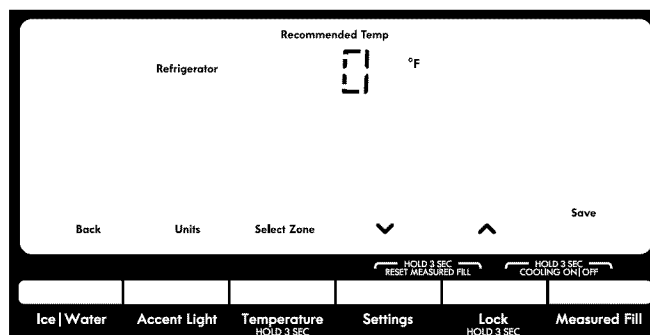 Recommended Temp
Refrigerator 0 °F
Save
Back Units Select Zone
HOLD 3 SEC HOLD 3 SEC
RESET MEASURED FILL COOLING ON|OFF
Ice|Water Accent Light Temperature Settings Lock Measured Fill
HOLD 3 SEC HOLD 3 SEC